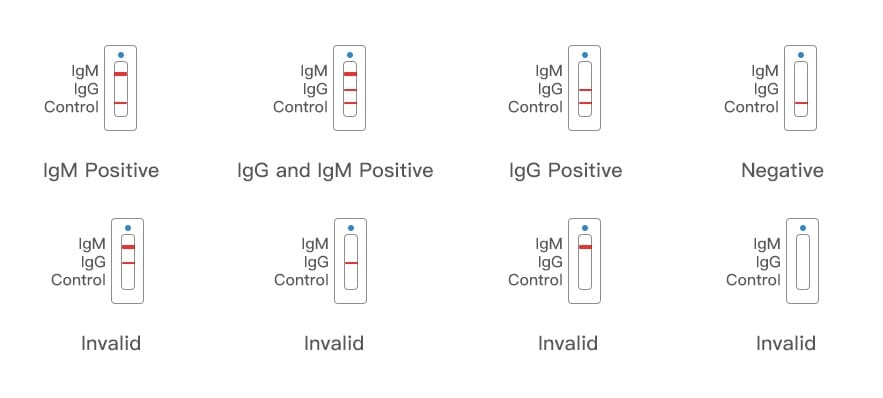 IgM
IgG
Control
IgM Positive
IgM
IgG
Control
IgG and IgM Positive
IgM
IgG
Control
IgG Positive
IgM
IgG
Control
Negative
IgM
IgG
Control
Invalid
IgM
IgG
Control
Invalid
IgM
IgG
Control
Invalid
IgM
IgG
Control
Invalid